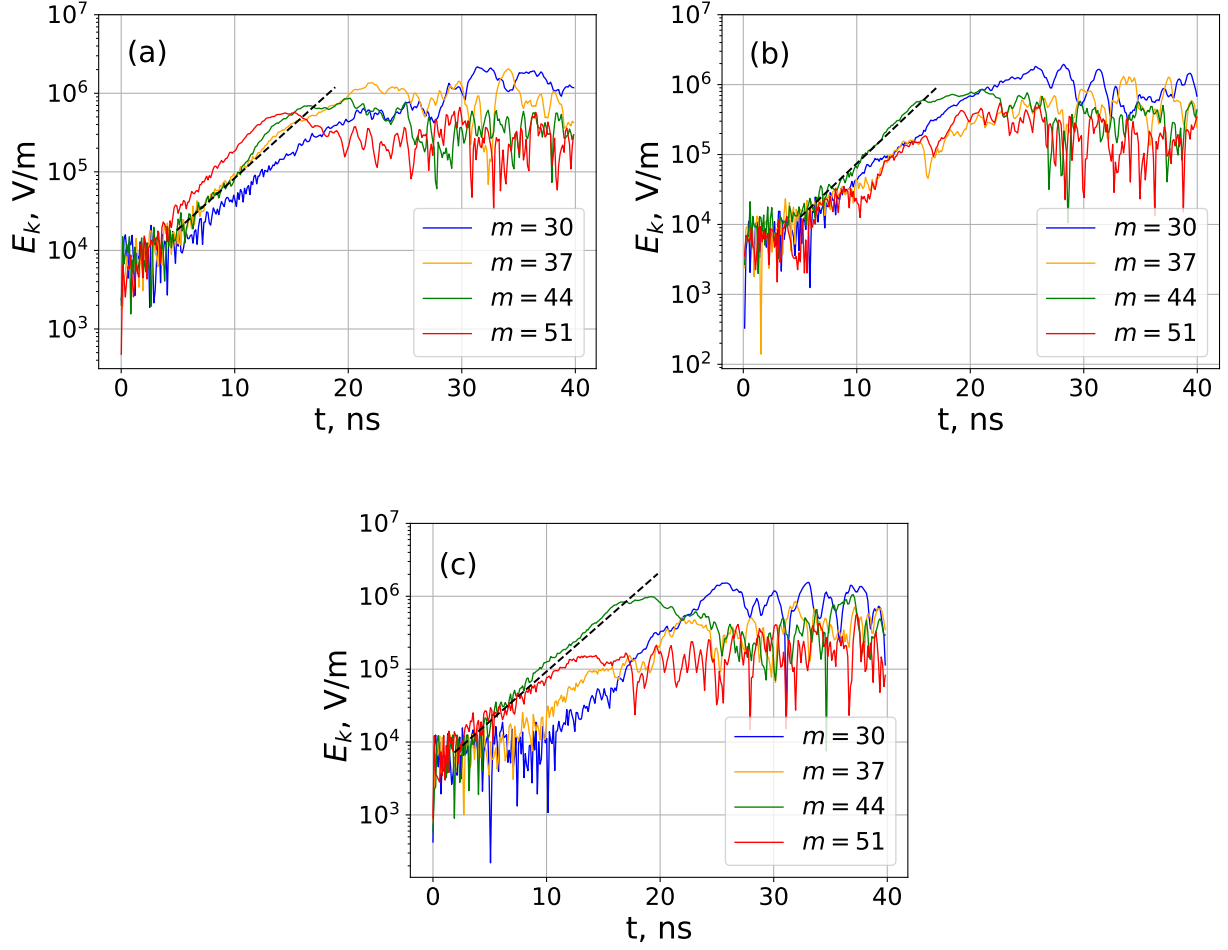 (a)
10^7
10^6
10^5
10^4
10^3
E_k, V/m
0 10 20 30 40
t, ns
m = 30
m = 37
m = 44
m = 51
(b)
10^7
10^6
10^5
10^4
10^3
10^2
E_k, V/m
0 10 20 30 40
t, ns
m = 30
m = 37
m = 44
m = 51
(c)
10^7
10^6
10^5
10^4
10^3
E_k, V/m
0 10 20 30 40
t, ns
m = 30
m = 37
m = 44
m = 51